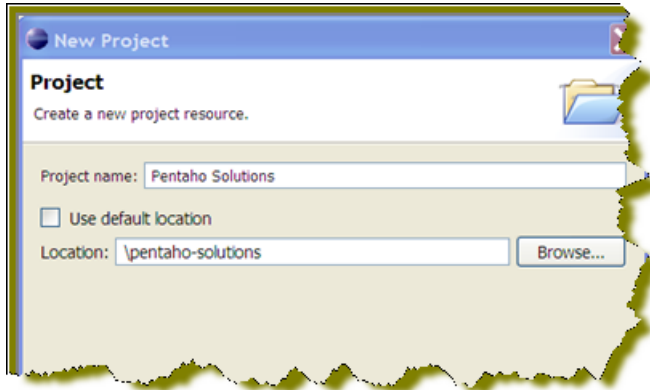 New Project
Project
Create a new project resource.
Project name: Pentaho Solutions
Use default location
Location: \pentaho-solutions Browse...